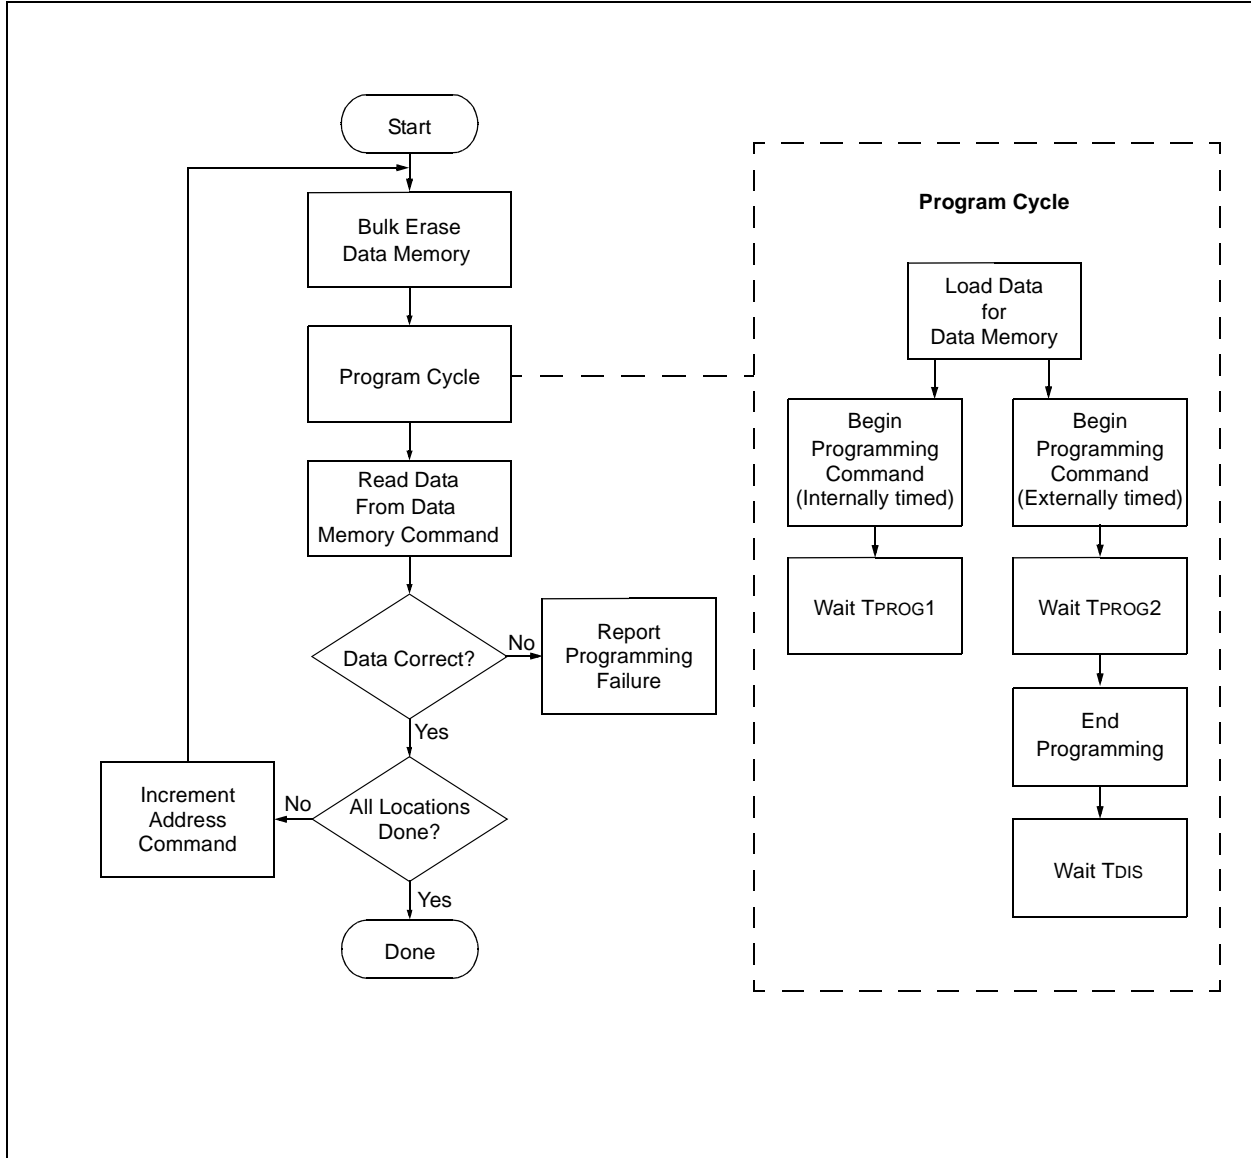 Start
Bulk Erase
Data Memory
Program Cycle
Read Data
From Data
Memory Command
Data Correct?
No
Report
Programming
Failure
Yes
All Locations
Done?
No
Increment
Address
Command
Yes
Done
Program Cycle
Load Data
for
Data Memory
Begin
Programming
Command
(Internally timed)
Wait TPROG1
Begin
Programming
Command
(Externally timed)
Wait TPROG2
End
Programming
Wait TDIS